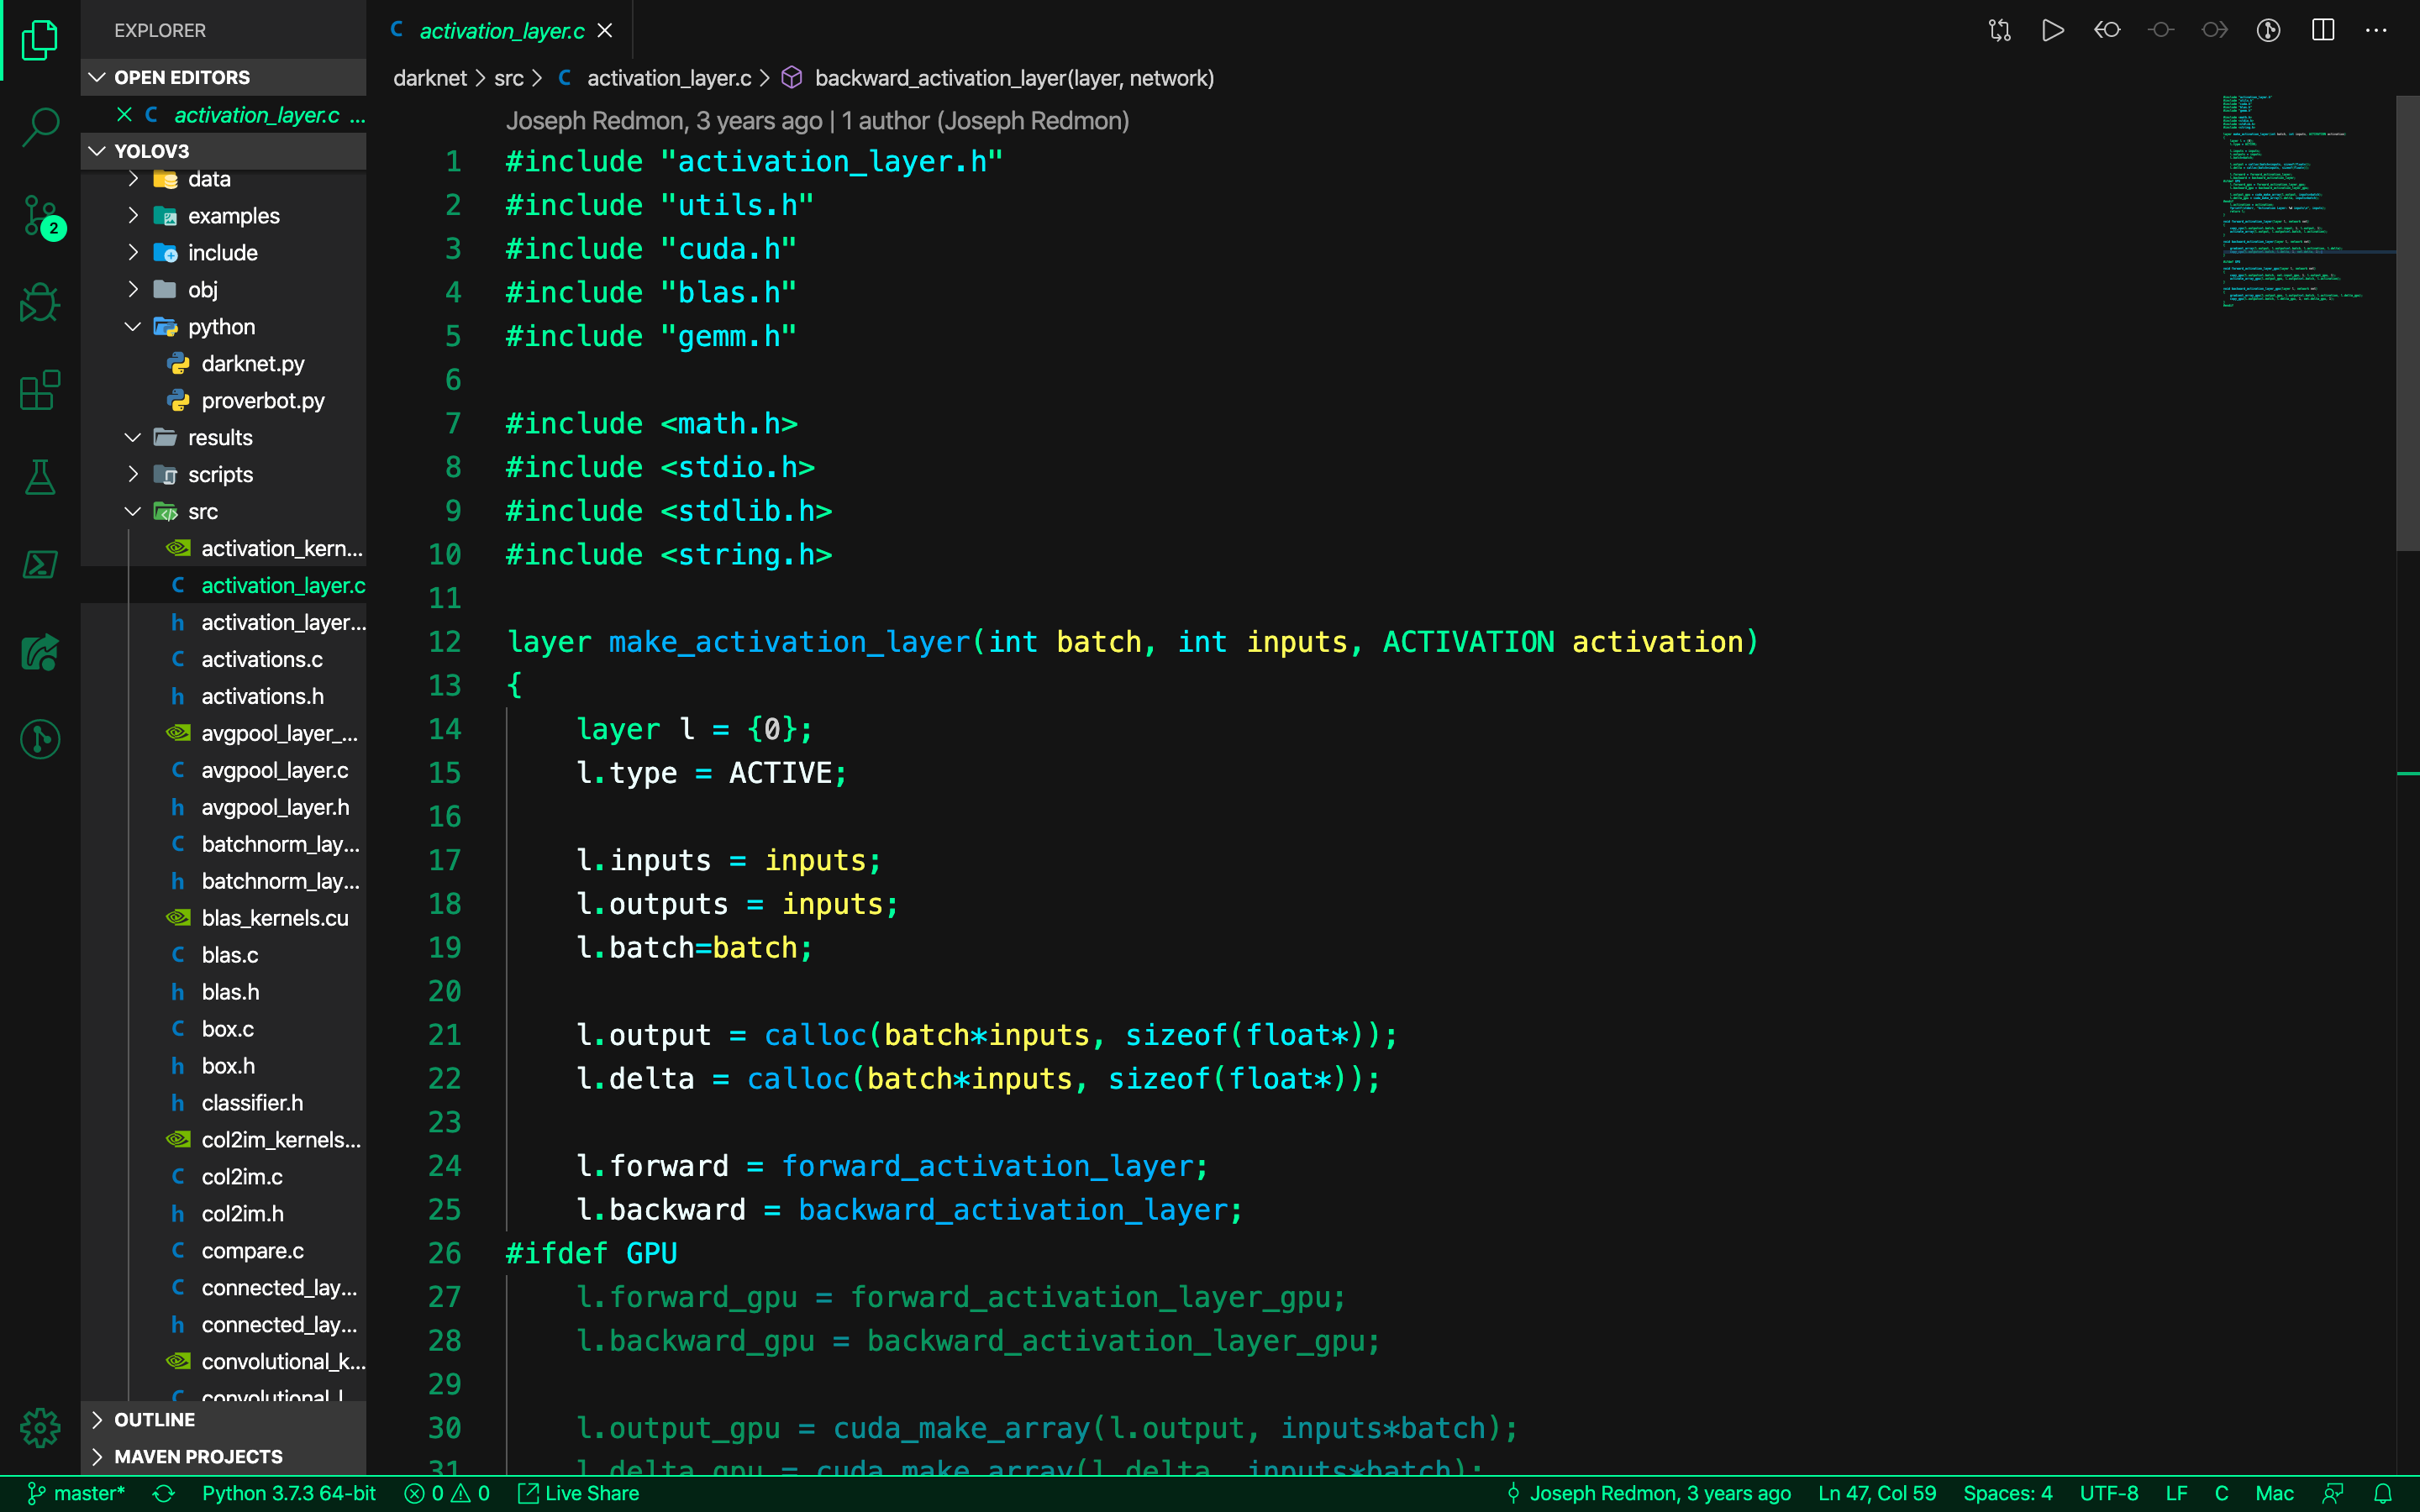 EXPLORER
OPEN EDITORS
activation_layer.c ...
YOLOV3
data
examples
include
obj
python
darknet.py
proverbot.py
results
scripts
src
activation_kern...
activation_layer.c
activation_layer...
activations.c
activations.h
avgpool_layer_...
avgpool_layer.c
avgpool_layer.h
batchnorm_lay...
batchnorm_lay...
blas_kernels.cu
blas.c
blas.h
box.c
box.h
classifier.h
col2im_kernels...
col2im.c
col2im.h
compare.c
connected_lay...
connected_lay...
convolutional_k...
convolutional_l
OUTLINE
MAVEN PROJECTS
2
activation_layer.c
darknet > src > C activation_layer.c > backward_activation_layer(layer, network)
Joseph Redmon, 3 years ago | 1 author (Joseph Redmon)
1 #include "activation_layer.h"
2 #include "utils.h"
3 #include "cuda.h"
4 #include "blas.h"
5 #include "gemm.h"
6
7 #include <math.h>
8 #include <stdio.h>
9 #include <stdlib.h>
10 #include <string.h>
11
12 layer make_activation_layer(int batch, int inputs, ACTIVATION activation)
13 {
14 layer l = {0};
15 l.type = ACTIVE;
16
17 l.inputs = inputs;
18 l.outputs = inputs;
19 l.batch=batch;
20
21 l.output = calloc(batch*inputs, sizeof(float*));
22 l.delta = calloc(batch*inputs, sizeof(float*));
23
24 l.forward = forward_activation_layer;
25 l.backward = backward_activation_layer;
26 #ifdef GPU
27 l.forward_gpu = forward_activation_layer_gpu;
28 l.backward_gpu = backward_activation_layer_gpu;
29
30 l.output_gpu = cuda_make_array(l.output, inputs*batch);
31 l.delta_gpu = cuda_make_array(l.delta, inputs*batch);
master* Python 3.7.3 64-bit 0 0 Live Share Joseph Redmon, 3 years ago Ln 47, Col 59 Spaces: 4 UTF-8 LF C Mac